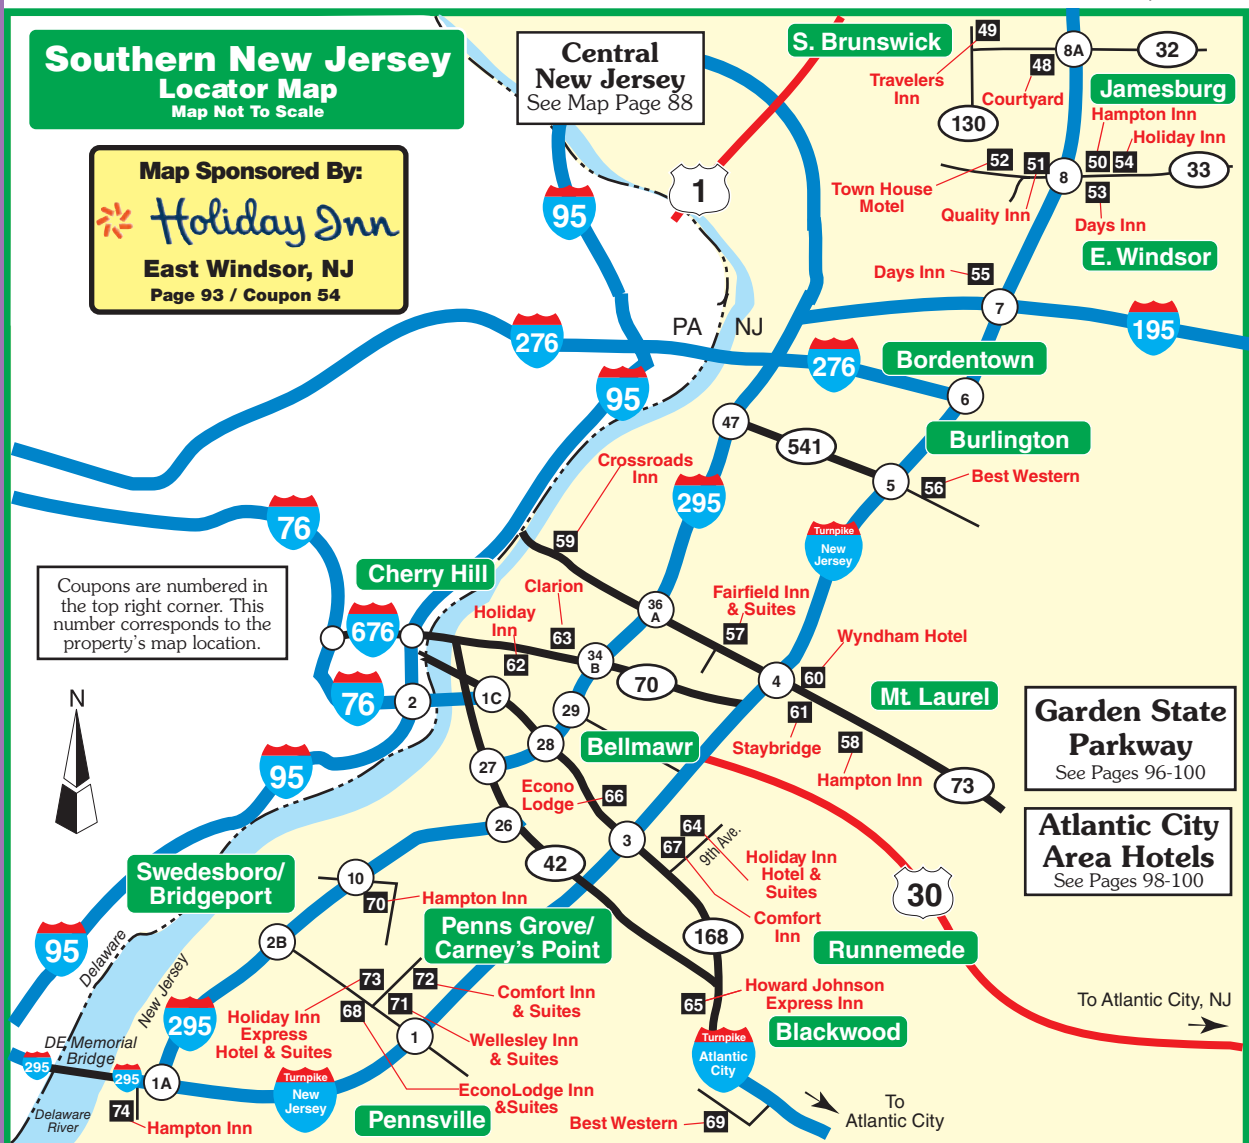 Southern New Jersey
Locator Map
Map Not To Scale
Map Sponsored By:
Holiday Inn
East Windsor, NJ
Page 93 / Coupon 54
Central
New Jersey
See Map Page 88
S. Brunswick
49
8A
32
48
Travelers
Inn
Courtyard
Jamesburg
130
Hampton Inn
Holiday Inn
52
51
50
54
8
33
53
Town House
Motel
Quality Inn
Days Inn
E. Windsor
1
95
Days Inn
55
7
195
PA
NJ
276
276
Bordentown
95
6
47
541
Burlington
5
56
Best Western
Crossroads
Inn
295
Turnpike
New
Jersey
76
59
Cherry Hill
Coupons are numbered in
the top right corner. This
number corresponds to the
property's map location.
Clarion
Holiday
Inn
36
A
Fairfield Inn
& Suites
57
676
63
62
34
B
70
Wyndham Hotel
4
60
Mt. Laurel
76
2
1C
29
61
Staybridge
58
Hampton Inn
73
N
28
Bellmawr
27
95
Garden State
Parkway
See Pages 96-100
Atlantic City
Area Hotels
See Pages 98-100
Econo
Lodge
66
26
3
64
67
9th Ave.
42
Holiday Inn
Hotel &
Suites
Comfort
Inn
30
Swedesboro/
Bridgeport
10
70
Hampton Inn
Penns Grove/
Carney's Point
168
Runnemede
2B
95
Delaware
New Jersey
73
72
71
68
Comfort Inn
& Suites
65
Howard Johnson
Express Inn
Blackwood
To Atlantic City, NJ
295
Holiday Inn
Express
Hotel & Suites
1
Wellesley Inn
& Suites
Turnpike
Atlantic
City
DE Memorial
Bridge
295
295
1A
Turnpike
New
Jersey
EconoLodge Inn
&Suites
Pennsville
Best Western
69
To
Atlantic City
74
Hampton Inn
Delaware
River